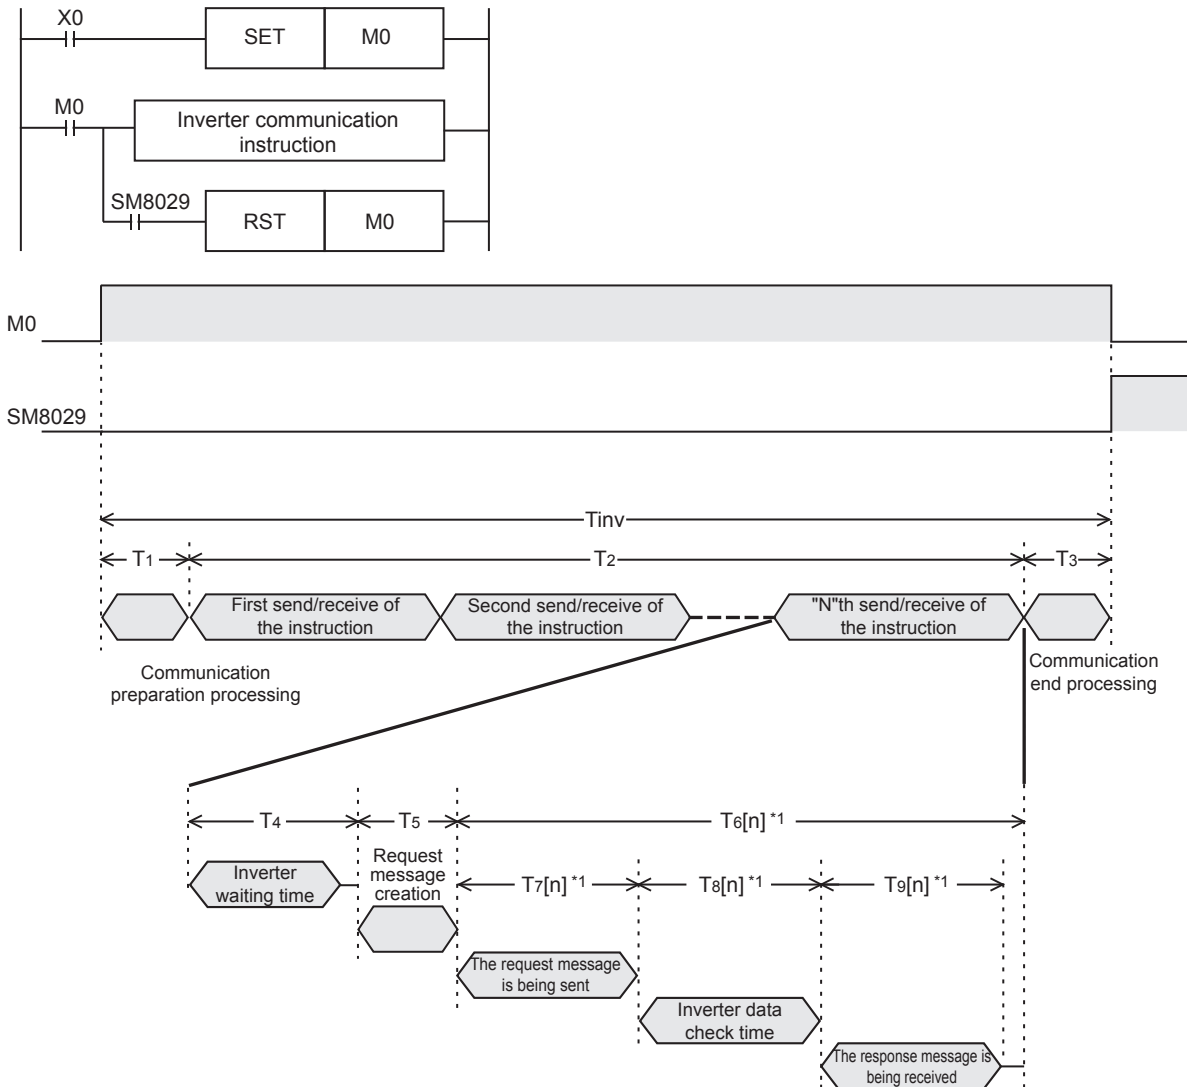 X0
SET M0
M0
Inverter communication
instruction
SM8029
RST M0
M0
SM8029
Tinv
T1 T2 T3
First send/receive of
the instruction
Second send/receive of
the instruction
"N"th send/receive of
the instruction
Communication
preparation processing
Communication
end processing
T4 T5 T6[n] *1
Inverter
waiting time
Request
message
creation
T7[n] *1 T8[n] *1 T9[n] *1
The request message
is being sent
Inverter data
check time
The response message is
being received